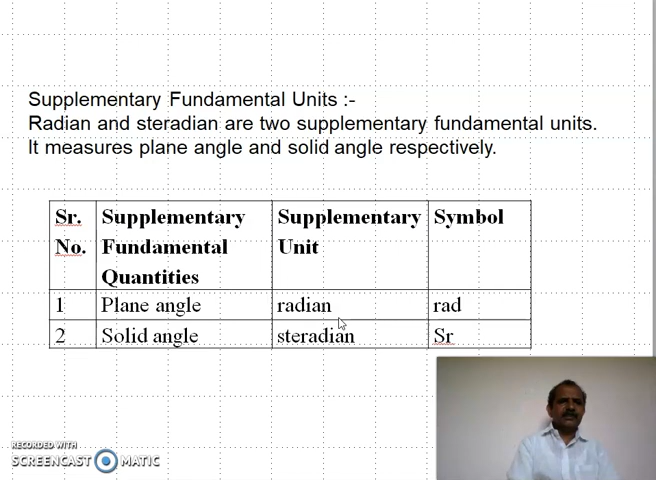 Supplementary Fundamental Units :-
Radian and steradian are two supplementary fundamental units.
It measures plane angle and solid angle respectively.
Sr. No. Supplementary Fundamental Quantities Supplementary Unit Symbol
1 Plane angle radian rad
2 Solid angle steradian Sr
RECORDED WITH
SCREENCAST MATIC